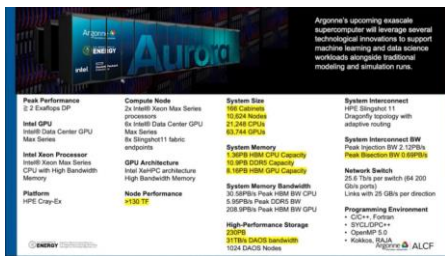 Argonne
U.S. DEPARTMENT OF
ENERGY
intel
Aurora
Argonne's upcoming exascale
supercomputer will leverage several
technological innovations to support
machine learning and data science
workloads alongside traditional
modeling and simulation runs.
Peak Performance
≥ 2 Exaflops DP
Intel GPU
Intel® Data Center GPU
Max Series
Intel Xeon Processor
Intel® Xeon Max Series
CPU with High Bandwidth
Memory
Platform
HPE Cray-Ex
Compute Node
2x Intel® Xeon Max Series
processors
6x Intel® Data Center GPU
Max Series
8x Slingshot11 fabric
endpoints
GPU Architecture
Intel XeHPC architecture
High Bandwidth Memory
Node Performance
>130 TF
System Size
166 Cabinets
10,624 Nodes
21,248 CPUs
63,744 GPUs
System Memory
1.36PB HBM CPU Capacity
10.9PB DDR5 Capacity
8.16PB HBM GPU Capacity
System Memory Bandwidth
30.58PB/s Peak HBM BW CPU
5.95PB/s Peak DDR5 BW
208.9PB/s Peak HBM BW GPU
High-Performance Storage
230PB
31TB/s DAOS bandwidth
1024 DAOS Nodes
System Interconnect
HPE Slingshot 11
Dragonfly topology with
adaptive routing
System Interconnect BW
Peak Injection BW 2.12PB/s
Peak Bisection BW 0.69PB/s
Network Switch
25.6 Tb/s per switch (64 200
Gb/s ports)
Links with 25 GB/s per direction
Programming Environment
• C/C++, Fortran
• SYCL/DPC++
• OpenMP 5.0
• Kokkos, RAJA
ENERGY
Argonne ALCF